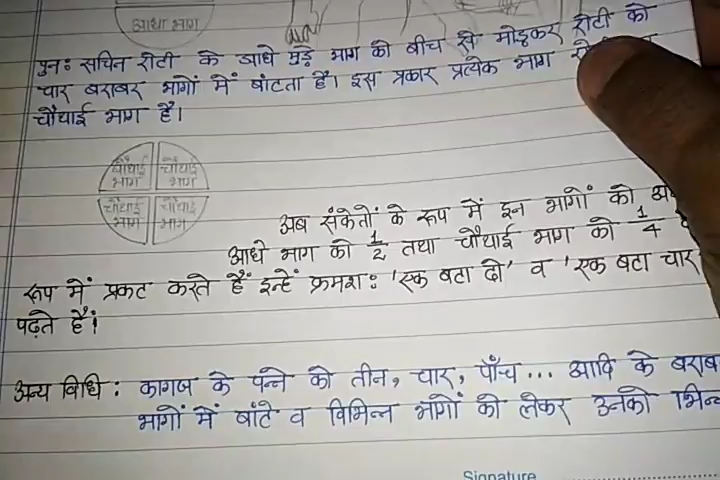 आधा भाग
पुनः सचिन रोटी के आधे मुड़े भाग को बीच से मोड़कर रोटी को
चार बराबर भागों में बांटता है। इस प्रकार प्रत्येक भाग
चौथाई भाग है।
चौथाई भाग चौथाई भाग
चौथाई भाग चौथाई भाग
अब संकेतों के रूप में इन भागों को,
आधे भाग को 1/2 तथा चौथाई भाग को 1/4
रूप में प्रकट करते हैं इन्हें क्रमश: 'एक बटा दो' व 'एक बटा चार
पढ़ते हैं।
अन्य विधि : कागज के पन्ने को तीन, चार, पाँच... आदि के बराब
भागों में बांटे व विभिन्न भागों को लेकर उनको भिन्न
Signature